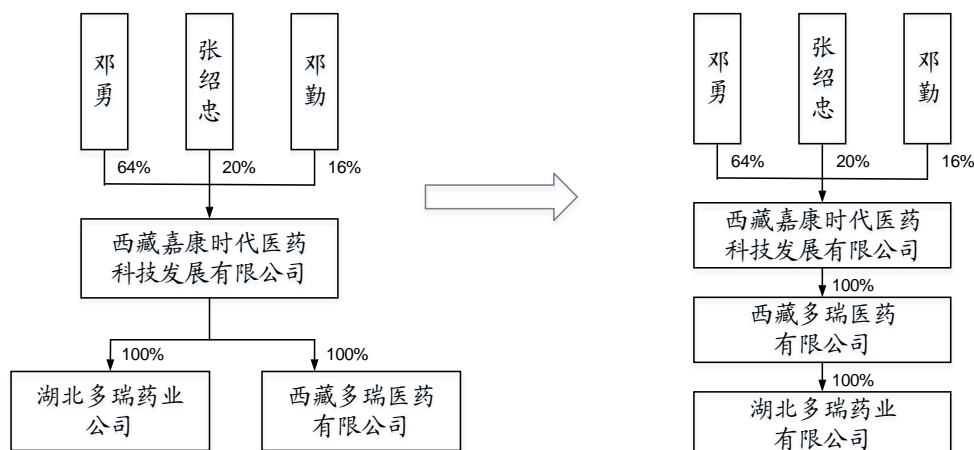 邓勇
张绍忠
邓勤
64%
20%
16%
西藏嘉康时代医药
科技发展有限公司
100%
100%
湖北多瑞药业
公司
西藏多瑞医药
有限公司
邓勇
张绍忠
邓勤
64%
20%
16%
西藏嘉康时代医药
科技发展有限公司
100%
西藏多瑞医药
有限公司
100%
湖北多瑞药业
有限公司